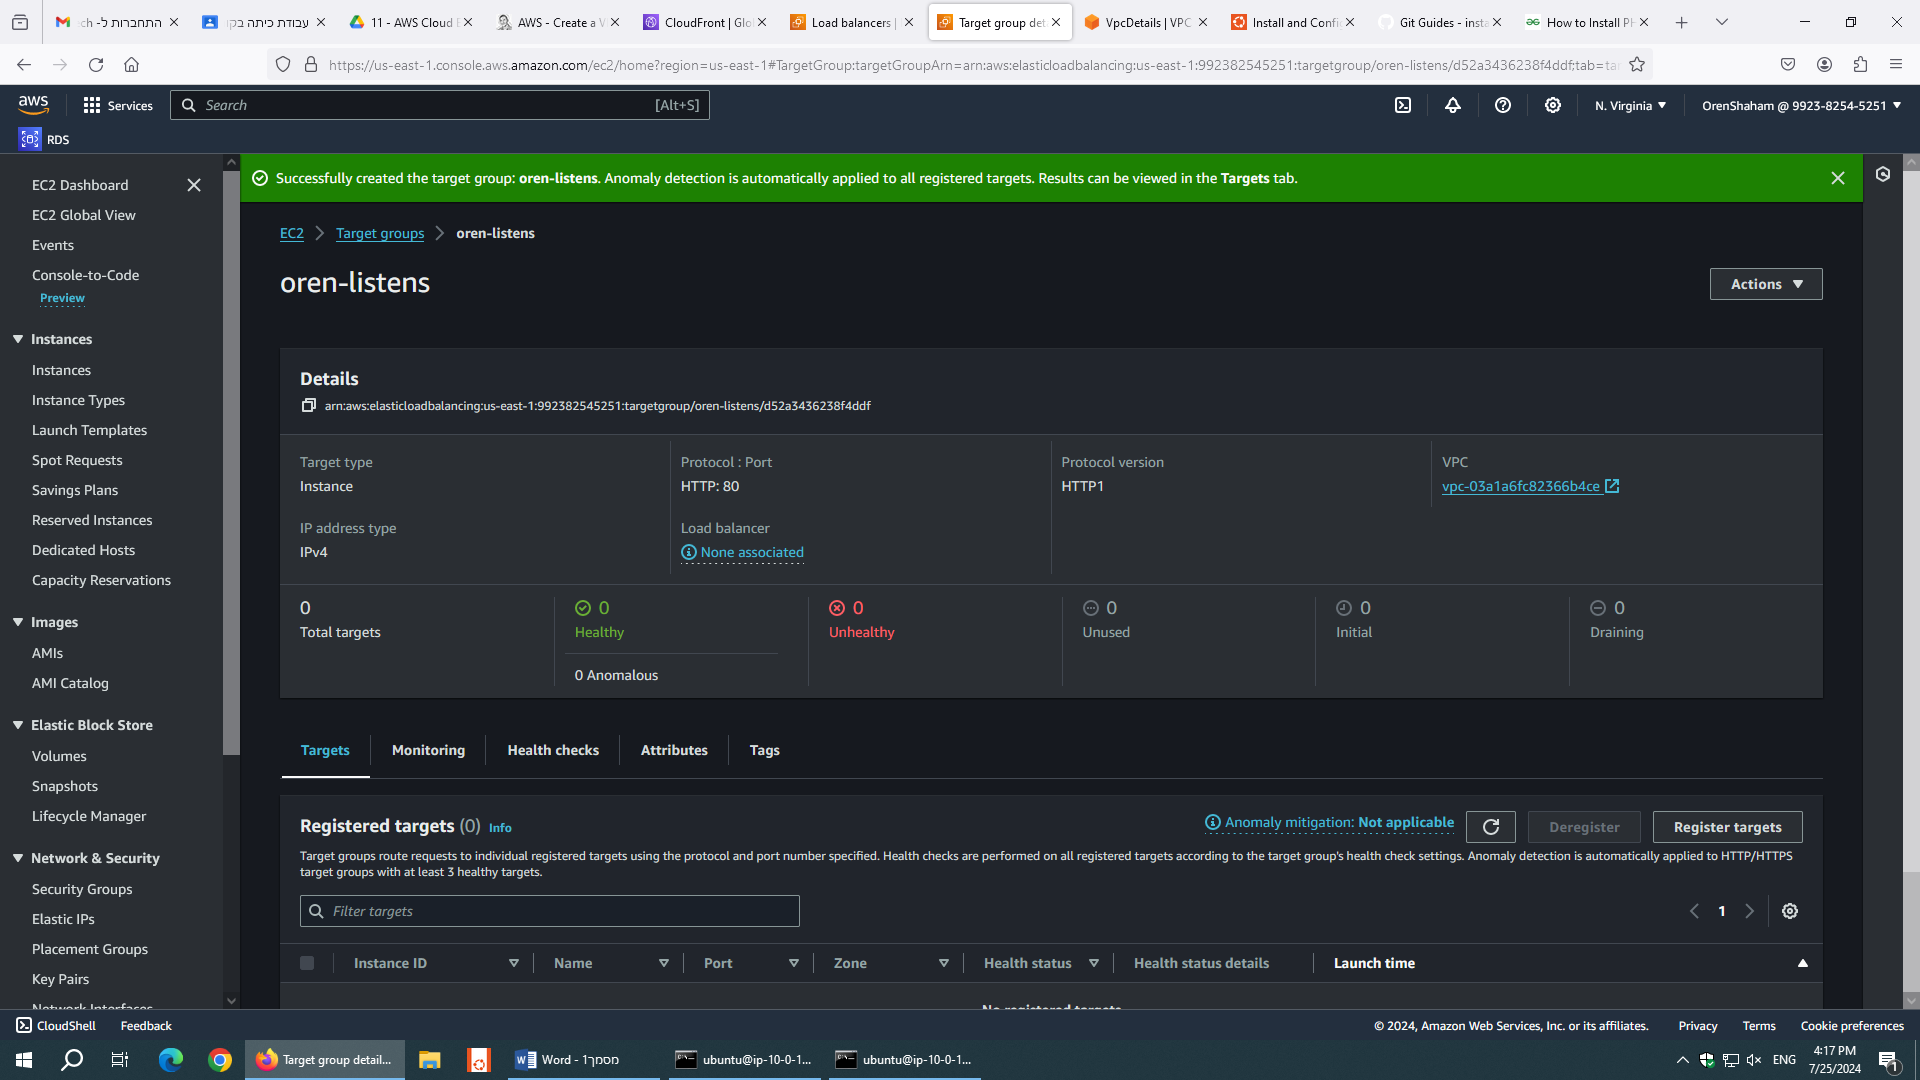 התחברות ל- ech
עבודת כיתה בקו
11 - AWS Cloud E
AWS - Create a V
CloudFront | Glo
Load balancers |
Target group det
VpcDetails | VPC
Install and Confi
Git Guides - insta
How to Install PH
https://us-east-1.console.aws.amazon.com/ec2/home?region=us-east-1#TargetGroup:targetGroupArn=arn:aws:elasticloadbalancing:us-east-1:992382545251:targetgroup/oren-listens/d52a3436238f4ddf;tab=tar
aws
Services
Search
[Alt+S]
N. Virginia
OrenShaham @ 9923-8254-5251
RDS
EC2 Dashboard
EC2 Global View
Events
Console-to-Code
Preview
Instances
Instances
Instance Types
Launch Templates
Spot Requests
Savings Plans
Reserved Instances
Dedicated Hosts
Capacity Reservations
Images
AMIs
AMI Catalog
Elastic Block Store
Volumes
Snapshots
Lifecycle Manager
Network & Security
Security Groups
Elastic IPs
Placement Groups
Key Pairs
Network Interfaces
Successfully created the target group: oren-listens. Anomaly detection is automatically applied to all registered targets. Results can be viewed in the Targets tab.
EC2
Target groups
oren-listens
oren-listens
Actions
Details
arn:aws:elasticloadbalancing:us-east-1:992382545251:targetgroup/oren-listens/d52a3436238f4ddf
Target type
Instance
Protocol : Port
HTTP: 80
Protocol version
HTTP1
VPC
vpc-03a1a6fc82366b4ce
IP address type
IPv4
Load balancer
None associated
0
Total targets
0
Healthy
0 Anomalous
0
Unhealthy
0
Unused
0
Initial
0
Draining
Targets
Monitoring
Health checks
Attributes
Tags
Registered targets (0) Info
Anomaly mitigation: Not applicable
Deregister
Register targets
Target groups route requests to individual registered targets using the protocol and port number specified. Health checks are performed on all registered targets according to the target group's health check settings. Anomaly detection is automatically applied to HTTP/HTTPS
target groups with at least 3 healthy targets.
Filter targets
1
Instance ID
Name
Port
Zone
Health status
Health status details
Launch time
No registered targets
CloudShell
Feedback
© 2024, Amazon Web Services, Inc. or its affiliates.
Privacy
Terms
Cookie preferences
Target group detail...
Word - מסמך1
ubuntu@ip-10-0-1...
ubuntu@ip-10-0-1...
ENG
4:17 PM
7/25/2024
1